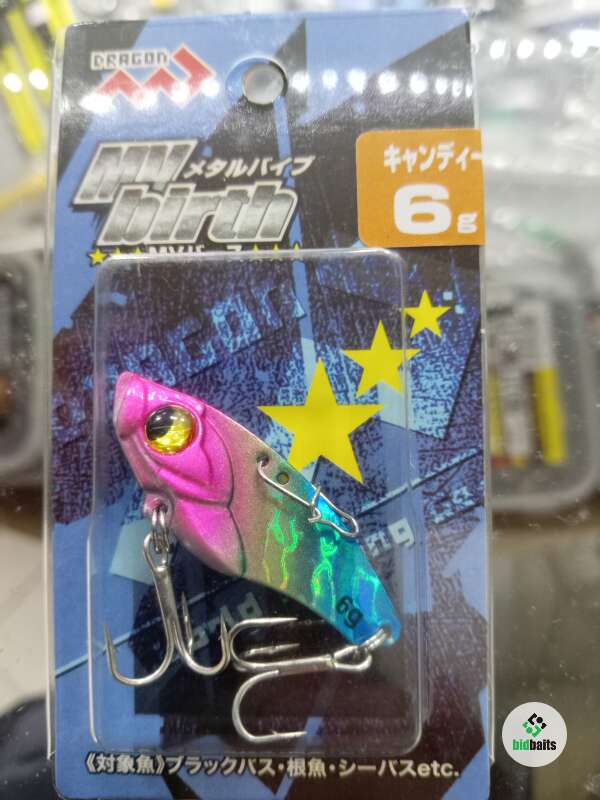 DRAGON
My
メタルバイブ
birth
キャンディー
6g
6g
《対象魚》ブラックバス・根魚・シーバスetc.
bidbaits